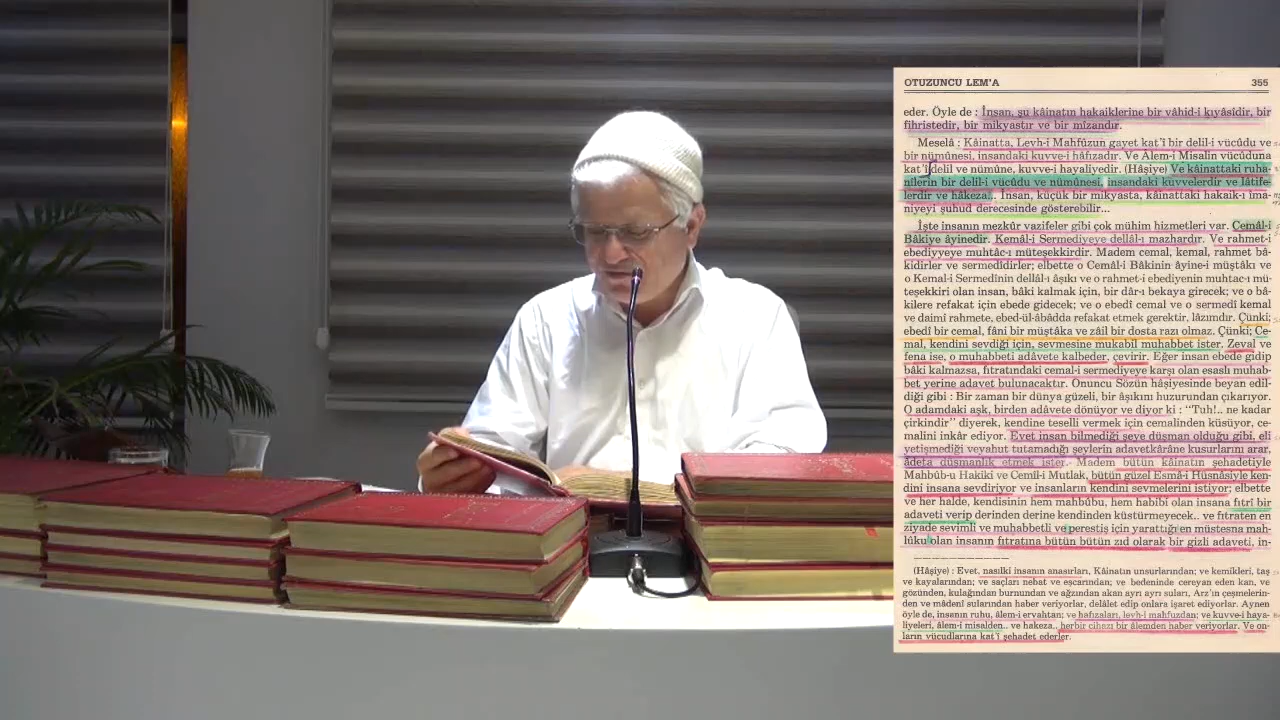 OTUZUNCU LEM'A 355
eder. Öyle de : İnsan, şu kâinatın hakaiklerine bir vâhid-i kıyâsîdir, bir
fihristedir, bir mikyastır ve bir mîzandır.
Meselâ : Kâinatta, Levh-i Mahfûzun gayet kat'î bir delil-i vücûdu ve
bir nümûnesi, insandaki kuvve-i hâfızadır. Ve Âlem-i Misalin vücûduna
kat'î delil ve nümûne, kuvve-i hayaliyedir. (Hâşiye) Ve kâinattaki ruha-
nîlerin bir delil-i vücûdu ve nümûnesi, insandaki kuvvelerdir ve lâtife-
lerdir ve hâkeza.. İnsan, küçük bir mikyasta, kâinattaki hakaik-ı ima-
niyeyi şuhud derecesinde gösterebilir...
İşte insanın mezkûr vazifeler gibi çok mühim hizmetleri var. Cemâl-i
Bâkiye âyinedir. Kemâl-i Sermediyeye dellâl-ı mazhardır. Ve rahmet-i
ebediyyeye muhtâc-ı müteşekkirdir. Madem cemal, kemal, rahmet bâ-
kidirler ve sermedîdirler; elbette o Cemâl-i Bâkinin âyine-i müştâkı ve
o Kemal-i Sermedînin dellâl-ı âşıkı ve o rahmet-i ebediyenin muhtac-ı mü-
teşekkiri olan insan, bâki kalmak için, bir dâr-ı bekaya girecek; ve o bâ-
kilere refakat için ebede gidecek; ve o ebedî cemal ve o sermedî kemal
ve daimî rahmete, ebed-ül-âbâdda refakat etmek gerektir, lâzımdır. Çünki;
ebedî bir cemal, fâni bir müştaka ve zâil bir dosta razı olmaz. Çünki; Ce-
mal, kendini sevdiği için, sevmesine mukabil muhabbet ister. Zeval ve
fena ise, o muhabbeti adâvete kalbeder, çevirir. Eğer insan ebede gidip
bâki kalmazsa, fıtratındaki cemal-i sermediyeye karşı olan esaslı muhab-
bet yerine adavet bulunacaktır. Onuncu Sözün hâşiyesinde beyan edil-
diği gibi : Bir zaman bir dünya güzeli, bir âşıkını huzurundan çıkarıyor.
O adamdaki aşk, birden adâvete dönüyor ve diyor ki : "Tuh!.. ne kadar
çirkindir" diyerek, kendine teselli vermek için cemalinden küsüyor, ce-
malini inkâr ediyor. Evet insan bilmediği şeye düşman olduğu gibi, eli
yetişmediği veyahut tutamadığı şeylerin adavetkârane kusurlarını arar,
âdeta düşmanlık etmek ister. Madem bütün kâinatın şehadetiyle
Mahbûb-u Hakikî ve Cemîl-i Mutlak, bütün güzel Esmâ-i Hüsnâsiyle ken-
dini insana sevdiriyor ve insanların kendini sevmelerini istiyor; elbette
ve her halde, kendisinin hem mahbûbu, hem habibi olan insana fıtrî bir
adaveti verip derinden derine kendinden küstürmeyecek.. ve fıtraten en
ziyade sevimli ve muhabbetli ve perestiş için yarattığı en müstesna mah-
lûku olan insanın fıtratına bütün bütün zıd olarak bir gizli adaveti, in-
(Hâşiye) : Evet, nasılki insanın anasırları, Kâinatın unsurlarından; ve kemikleri, taş
ve kayalarından; ve saçları nebat ve eşcarından; ve bedeninde cereyan eden kan, ve
gözünden, kulağından burnundan ve ağzından akan ayrı ayrı suları, Arz'ın çeşmelerin-
den ve mâdenî sularından haber veriyorlar, delâlet edip onlara işaret ediyorlar. Aynen
öyle de, insanın ruhu, âlem-i ervahtan; ve hafızaları, levh-i mahfuzdan; ve kuvve-i haya-
liyeleri, âlem-i misalden.. ve hakeza.. herbir cihazı bir âlemden haber veriyorlar. Ve on-
ların vücudlarına kat'î şehadet ederler.